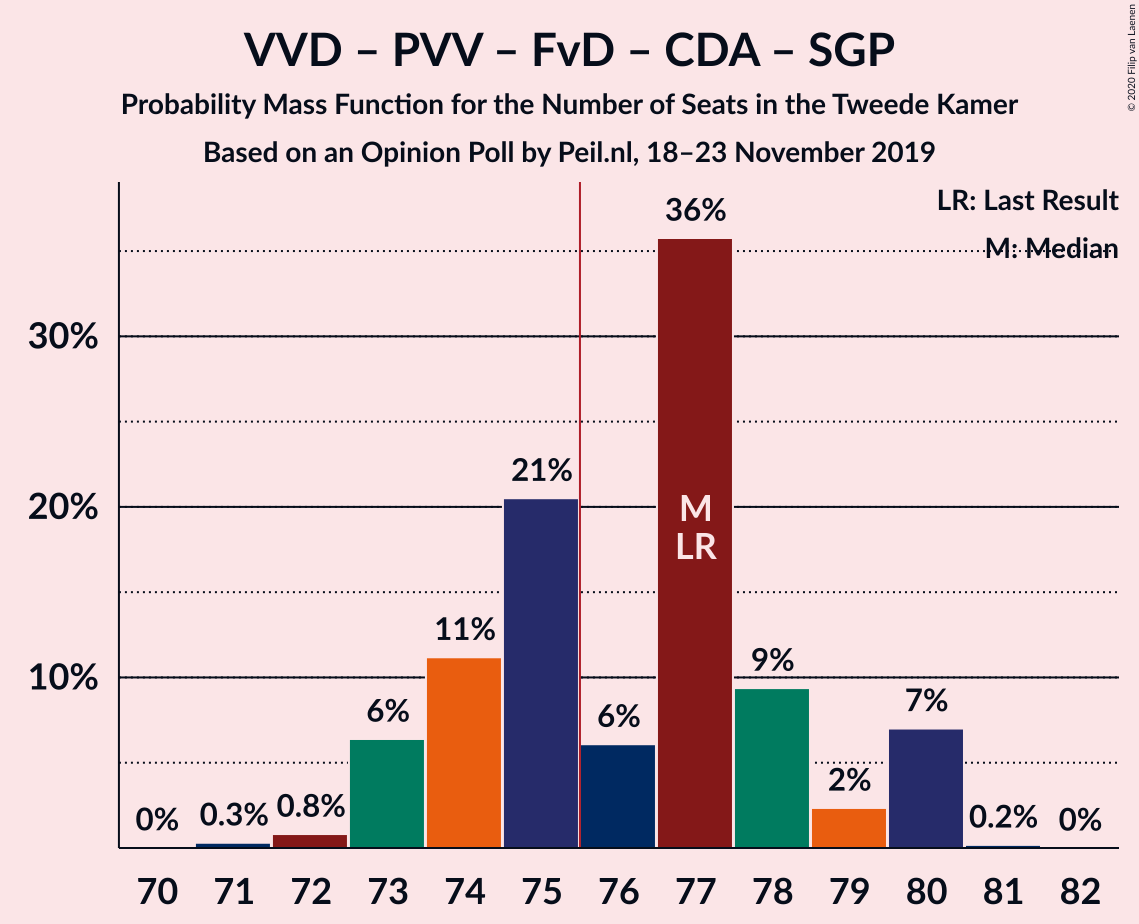 VVD – PVV – FvD – CDA – SGP
Probability Mass Function for the Number of Seats in the Tweede Kamer
Based on an Opinion Poll by Peil.nl, 18–23 November 2019
© 2020 Filip van Laenen
LR: Last Result
M: Median
30%
20%
10%
0%
0.3%
0.8%
6%
11%
21%
6%
36%
9%
2%
7%
0.2%
0%
M
LR
70 71 72 73 74 75 76 77 78 79 80 81 82